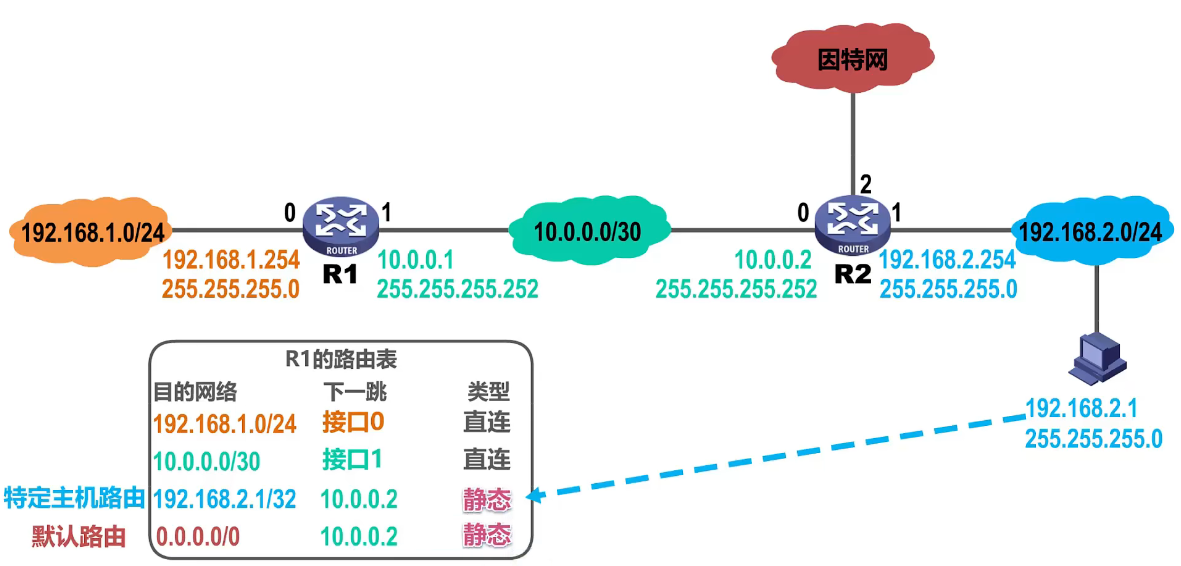 因特网
2
0
1
0
1
192.168.1.0/24
10.0.0.0/30
192.168.2.0/24
ROUTER
ROUTER
R1
R2
192.168.1.254
255.255.255.0
10.0.0.1
255.255.255.252
10.0.0.2
255.255.255.252
192.168.2.254
255.255.255.0
R1的路由表
目的网络 下一跳 类型
192.168.1.0/24 接口0 直连
10.0.0.0/30 接口1 直连
特定主机路由 192.168.2.1/32 10.0.0.2 静态
默认路由 0.0.0.0/0 10.0.0.2 静态
192.168.2.1
255.255.255.0